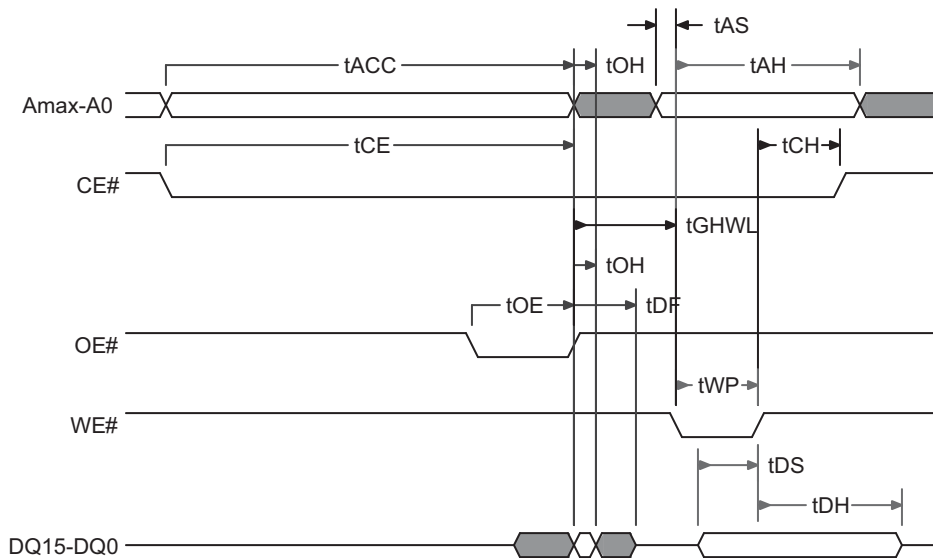 tAS
tACC
tOH
tAH
Amax-A0
tCE
tCH
CE#
tGHWL
tOH
tOE
tDF
OE#
tWP
WE#
tDS
tDH
DQ15-DQ0